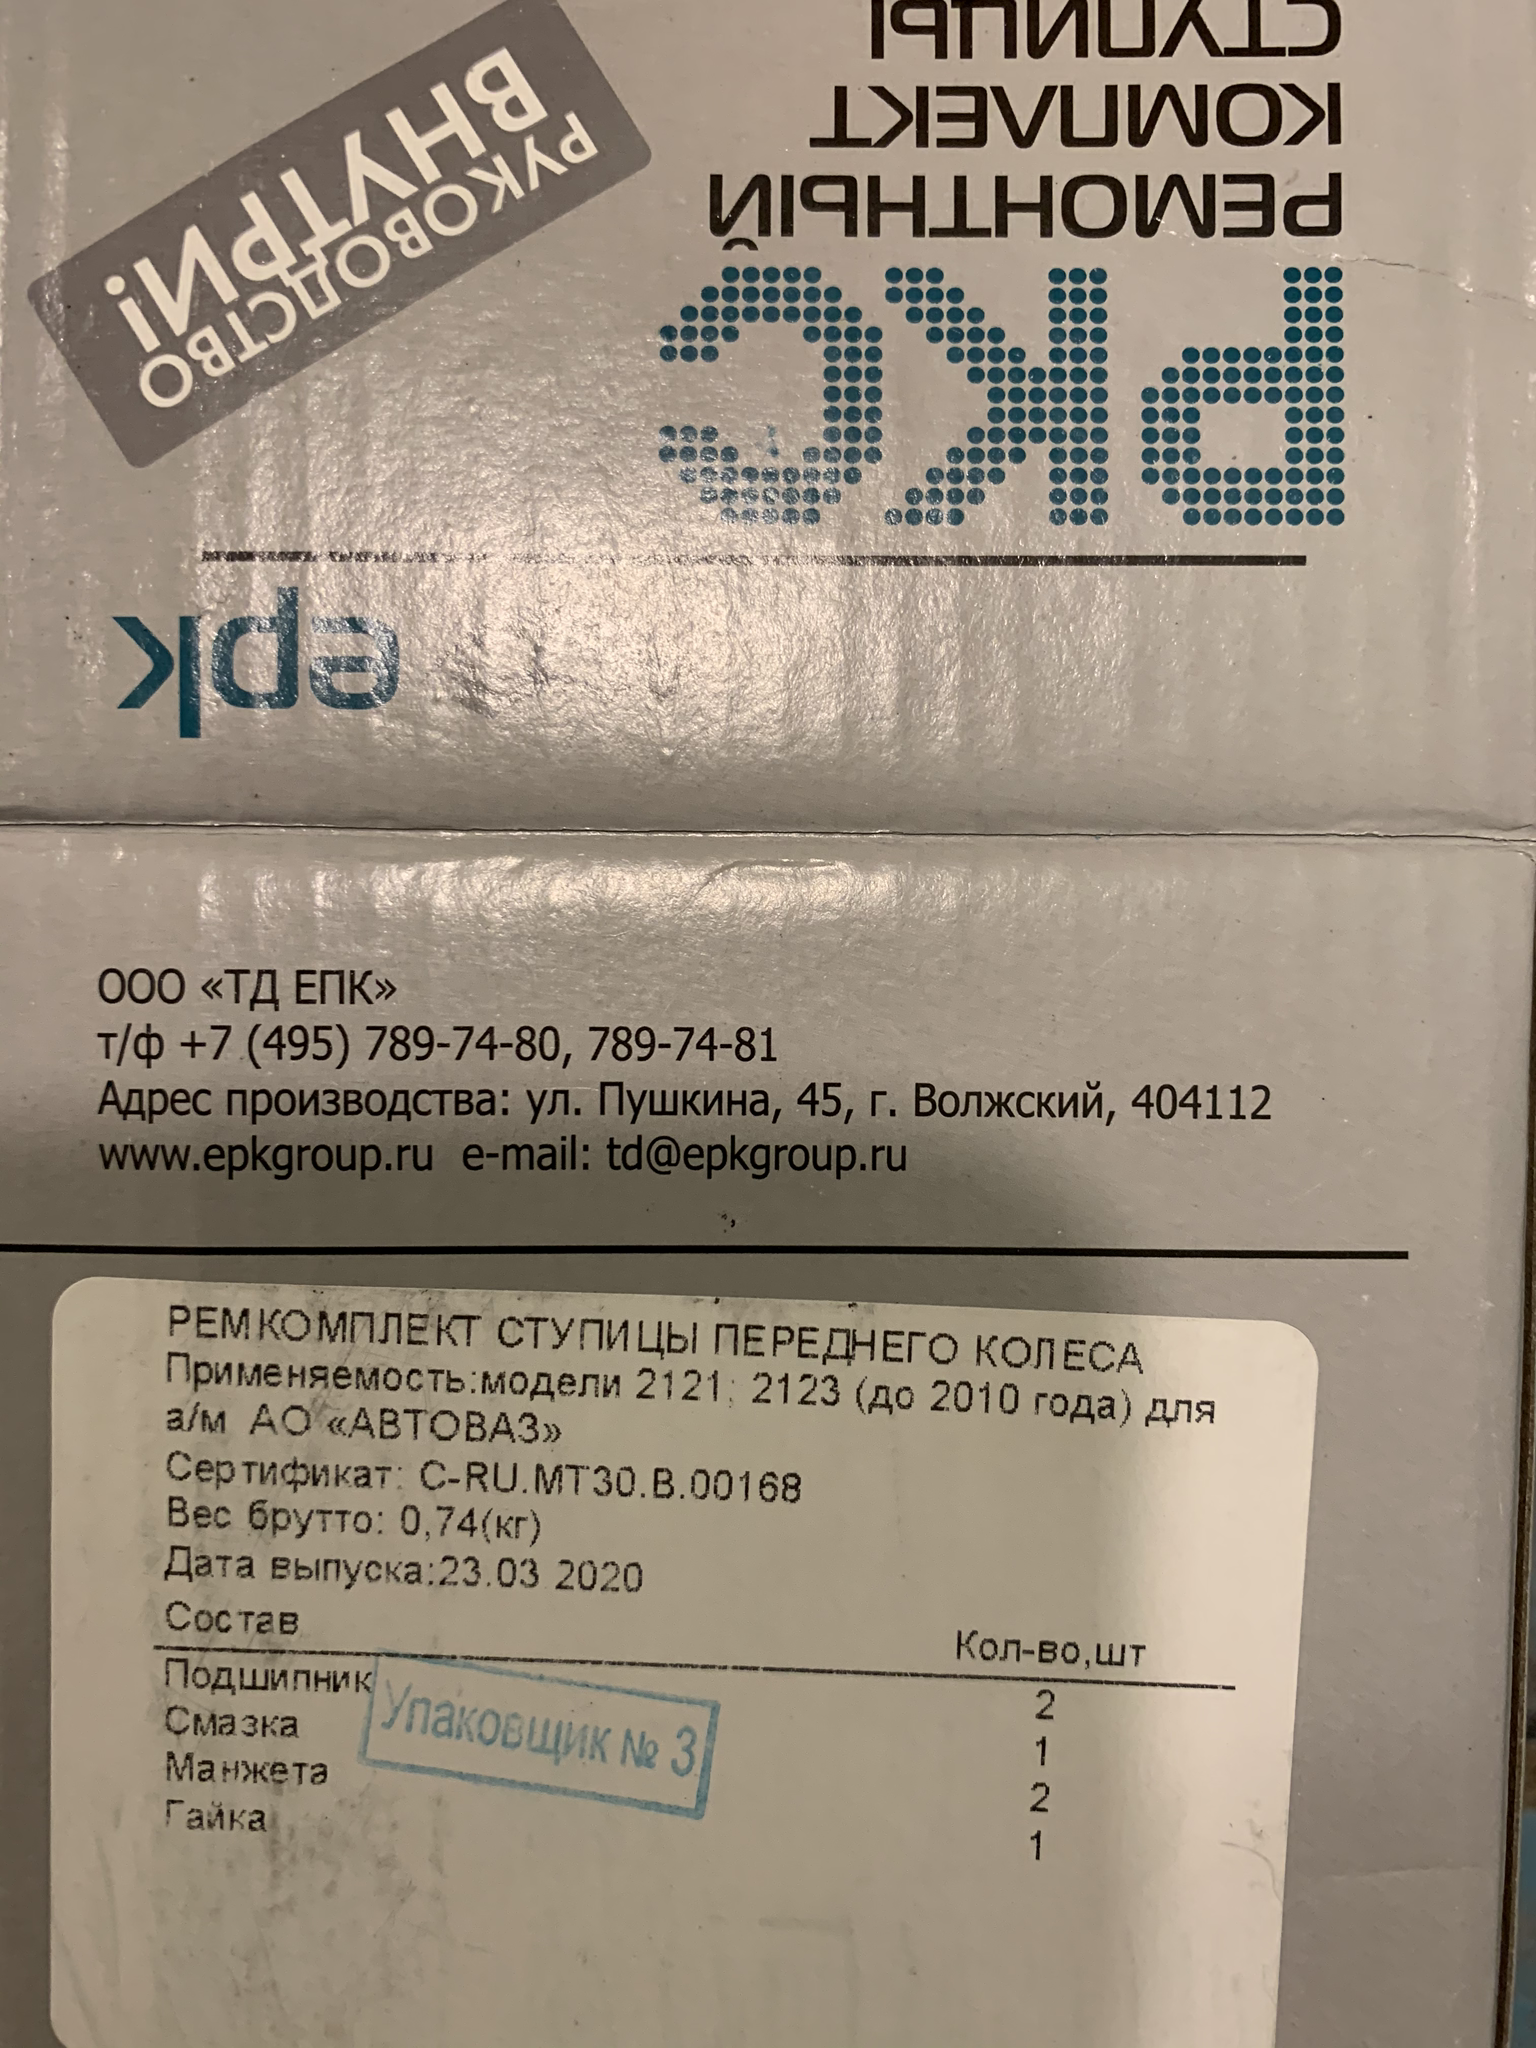 epk
РКС
РЕМОНТНЫЙ
КОМПЛЕКТ
СТУПИЦЫ
РУКОВОДСТВО
ВНУТРИ!
ООО «ТД ЕПК»
т/ф +7 (495) 789-74-80, 789-74-81
Адрес производства: ул. Пушкина, 45, г. Волжский, 404112
www.epkgroup.ru e-mail: td@epkgroup.ru
РЕМКОМПЛЕКТ СТУПИЦЫ ПЕРЕДНЕГО КОЛЕСА
Применяемость:модели 2121; 2123 (до 2010 года) для
а/м АО «АВТОВАЗ»
Сертификат: C-RU.MT30.B.00168
Вес брутто: 0,74(кг)
Дата выпуска:23.03.2020
Состав Кол-во,шт
Подшипник 2
Смазка 1
Манжета 2
Гайка 1
Упаковщик № 3